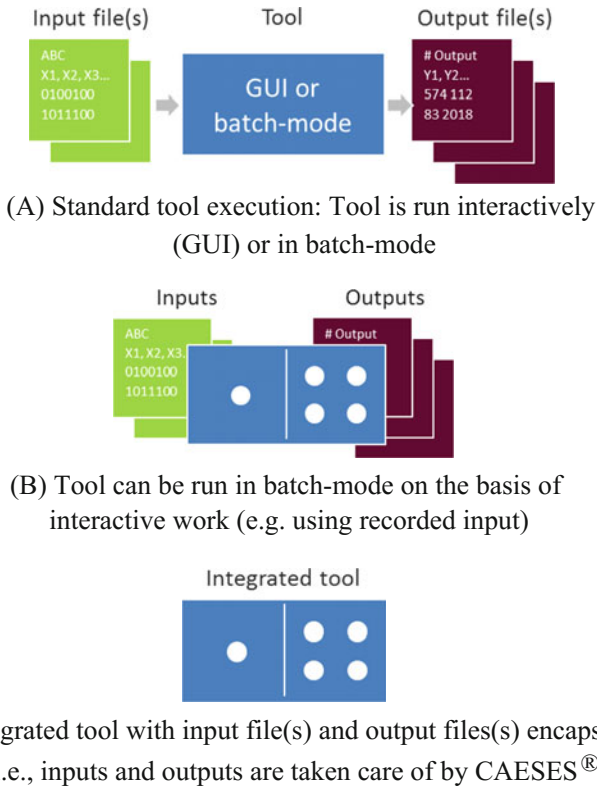 Input file(s) Tool Output file(s)
ABC
X1, X2, X3...
0100100
1011100
GUI or
batch-mode
# Output
Y1, Y2...
574 112
83 2018
(A) Standard tool execution: Tool is run interactively
(GUI) or in batch-mode
Inputs Outputs
ABC
X1, X2, X3.
0100100
1011100
# Output
(B) Tool can be run in batch-mode on the basis of
interactive work (e.g. using recorded input)
Integrated tool
grated tool with input file(s) and output files(s) encaps
.e., inputs and outputs are taken care of by CAESES®